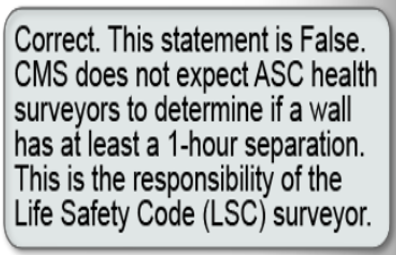 Correct. This statement is False.
CMS does not expect ASC health
surveyors to determine if a wall
has at least a 1-hour separation.
This is the responsibility of the
Life Safety Code (LSC) surveyor.